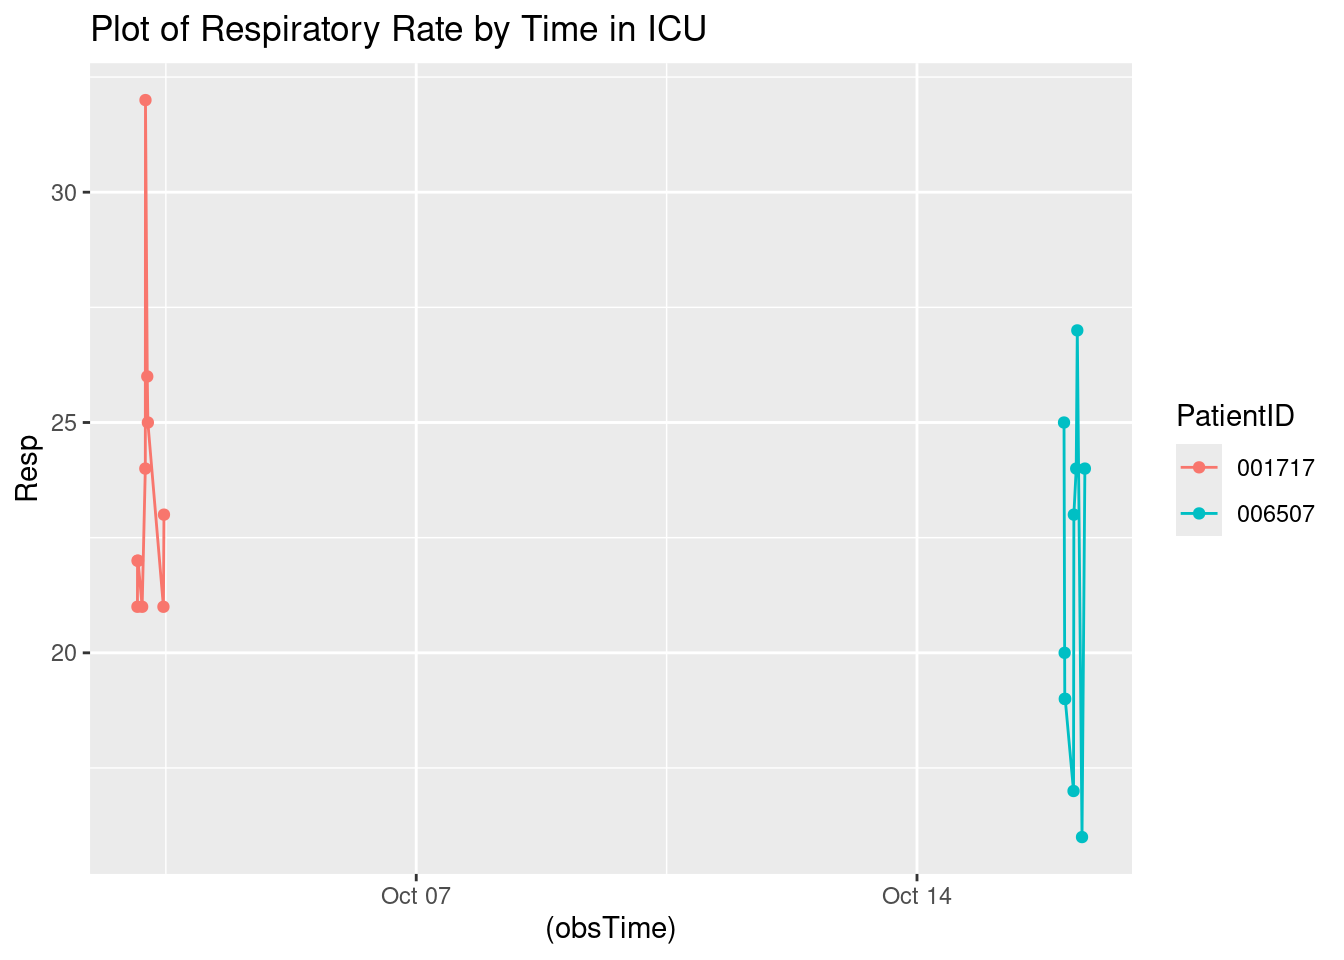 Plot of Respiratory Rate by Time in ICU
30
25
20
Resp
Oct 07
Oct 14
(obsTime)
PatientID
001717
006507